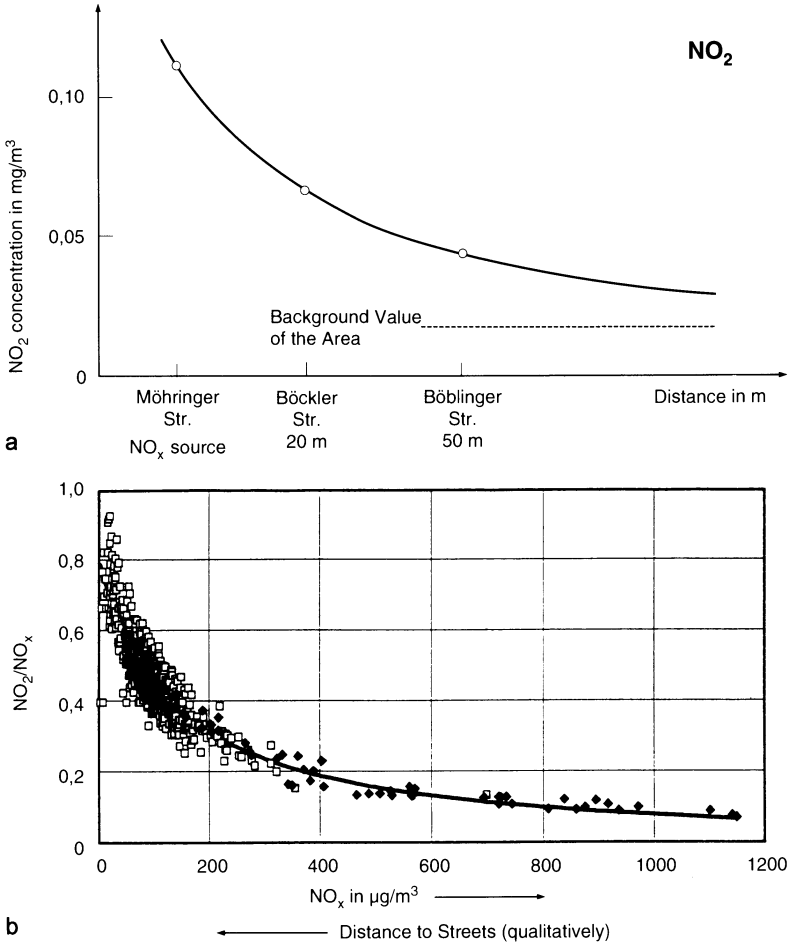 NO2
0,10
0,05
0
NO2 concentration in mg/m3
Background Value
of the Area
Möhringer
Str.
NOx source
Böckler
Str.
20 m
Böblinger
Str.
50 m
Distance in m
a
1,0
0,8
0,6
0,4
0,2
0
NO2/NOx
0 200 400 600 800 1000 1200
NOx in µg/m3
Distance to Streets (qualitatively)
b